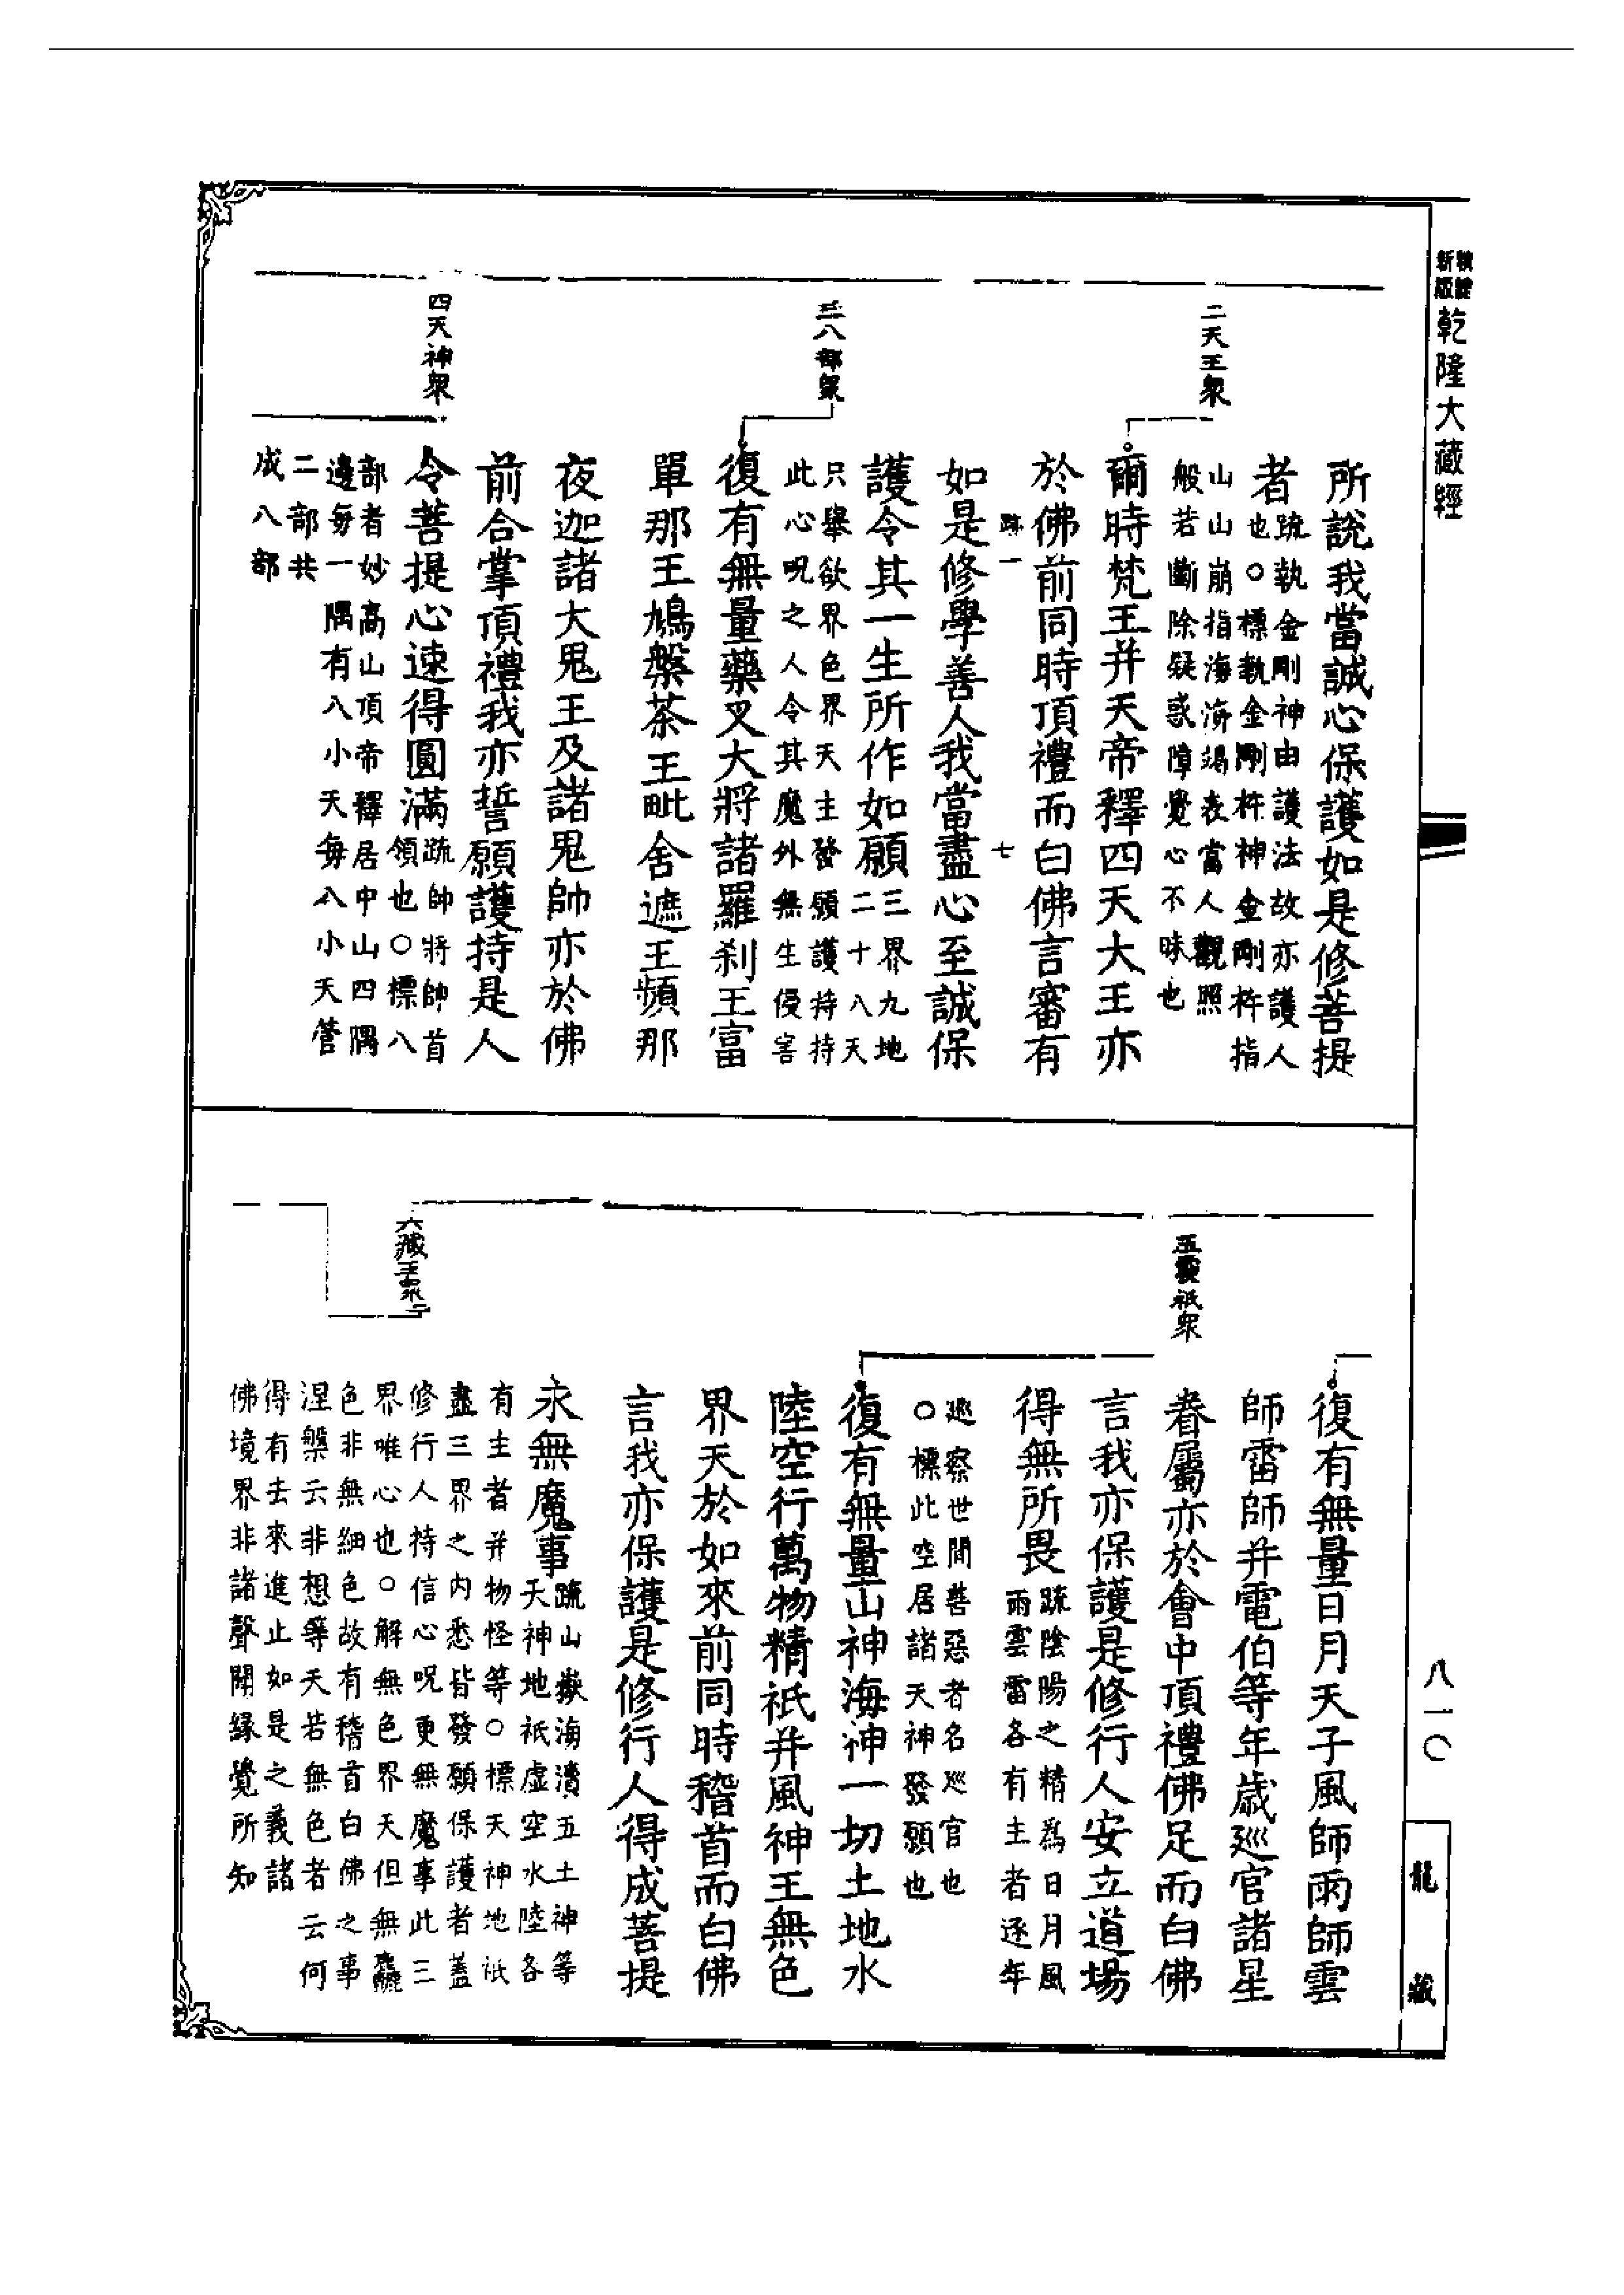 新版精譯乾隆大藏經
二天王眾
三八部眾
四天神眾
所說我當誠心保護如是修菩提
者
疏執金剛神由護法故亦護人
也○標執金剛杵神金剛杵指
山山崩指海海竭表當人觀照
般若斷除疑惑障覺心不昧也
爾時梵王并天帝釋四天大王亦
於佛前同時頂禮而白佛言審有
跡一　七
如是修學善人我當盡心至誠保
護令其一生所作如願
三界九地
二十八天
只舉欲界色界天主發願護持持
此心呪之人令其魔外無生侵害
復有無量藥叉大將諸羅剎王富
單那王鳩槃茶王毗舍遮王頻那
夜迦諸大鬼王及諸鬼帥亦於佛
前合掌頂禮我亦誓願護持是人
令菩提心速得圓滿
疏帥將帥首
領也○標八
部者妙高山頂帝釋居中山四隅
邊每一隅有八小天每八小天管
二部共
成八部
五靈祇眾
六藏王眾二
復有無量日月天子風師雨師雲
師雷師并電伯等年歲巡官諸星
眷屬亦於會中頂禮佛足而白佛
言我亦保護是修行人安立道場
得無所畏
疏陰陽之精為日月風
雨雲雷各有主者逐年
巡察世間善惡者名巡官也
○標此空居諸天神發願也
復有無量山神海神一切土地水
陸空行萬物精祇并風神王無色
界天於如來前同時稽首而白佛
言我亦保護是修行人得成菩提
永無魔事
疏山嶽海瀆五土神等
天神地祇虛空水陸各
有主者并物怪等○標天神地祇
盡三界之內悉皆發願保護者蓋
修行人持信心呪更無魔事此三
界唯心也○解無色界天但無麤
色非無細色故有稽首白佛之事
涅槃云非想等天若無色者云何
得有去來進止如是之義諸
佛境界非諸聲聞緣覺所知
八一〇
龍藏